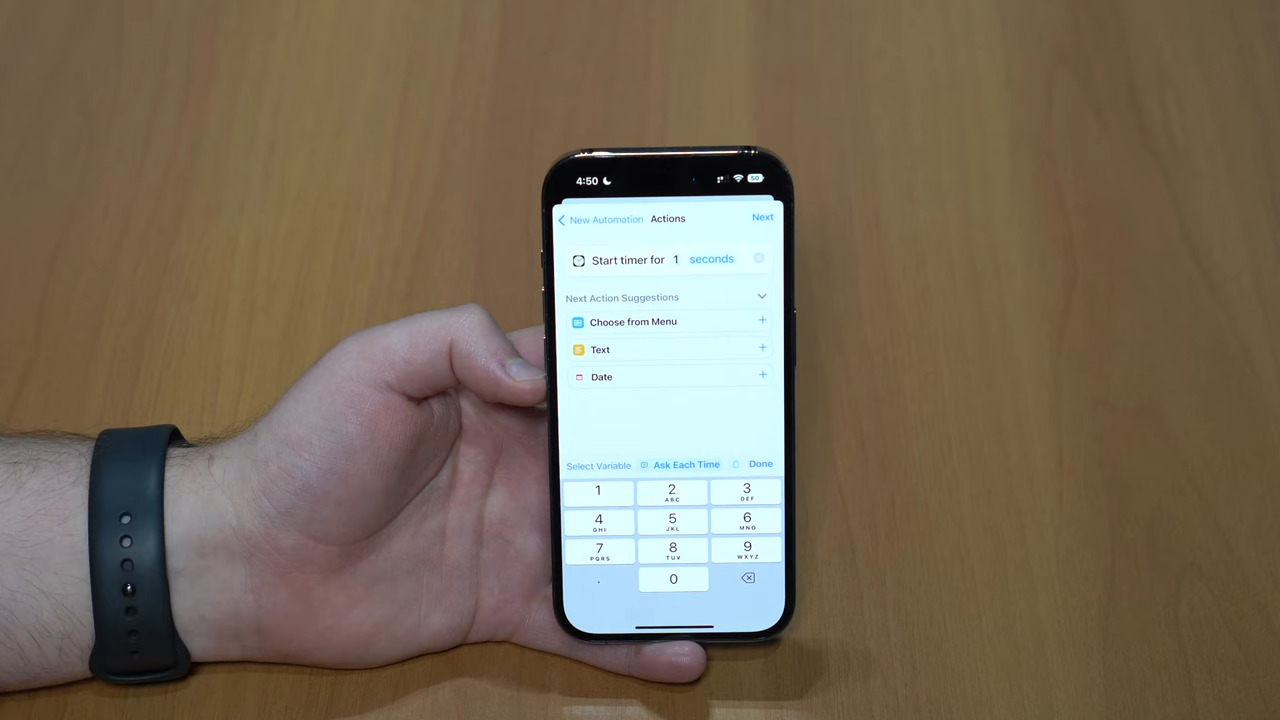 4:50
50
New Automation Actions Next
Start timer for 1 seconds
Next Action Suggestions
Choose from Menu
Text
Date
Select Variable Ask Each Time Done
1 2 ABC 3 DEF
4 GHI 5 JKL 6 MNO
7 PQRS 8 TUV 9 WXYZ
. 0